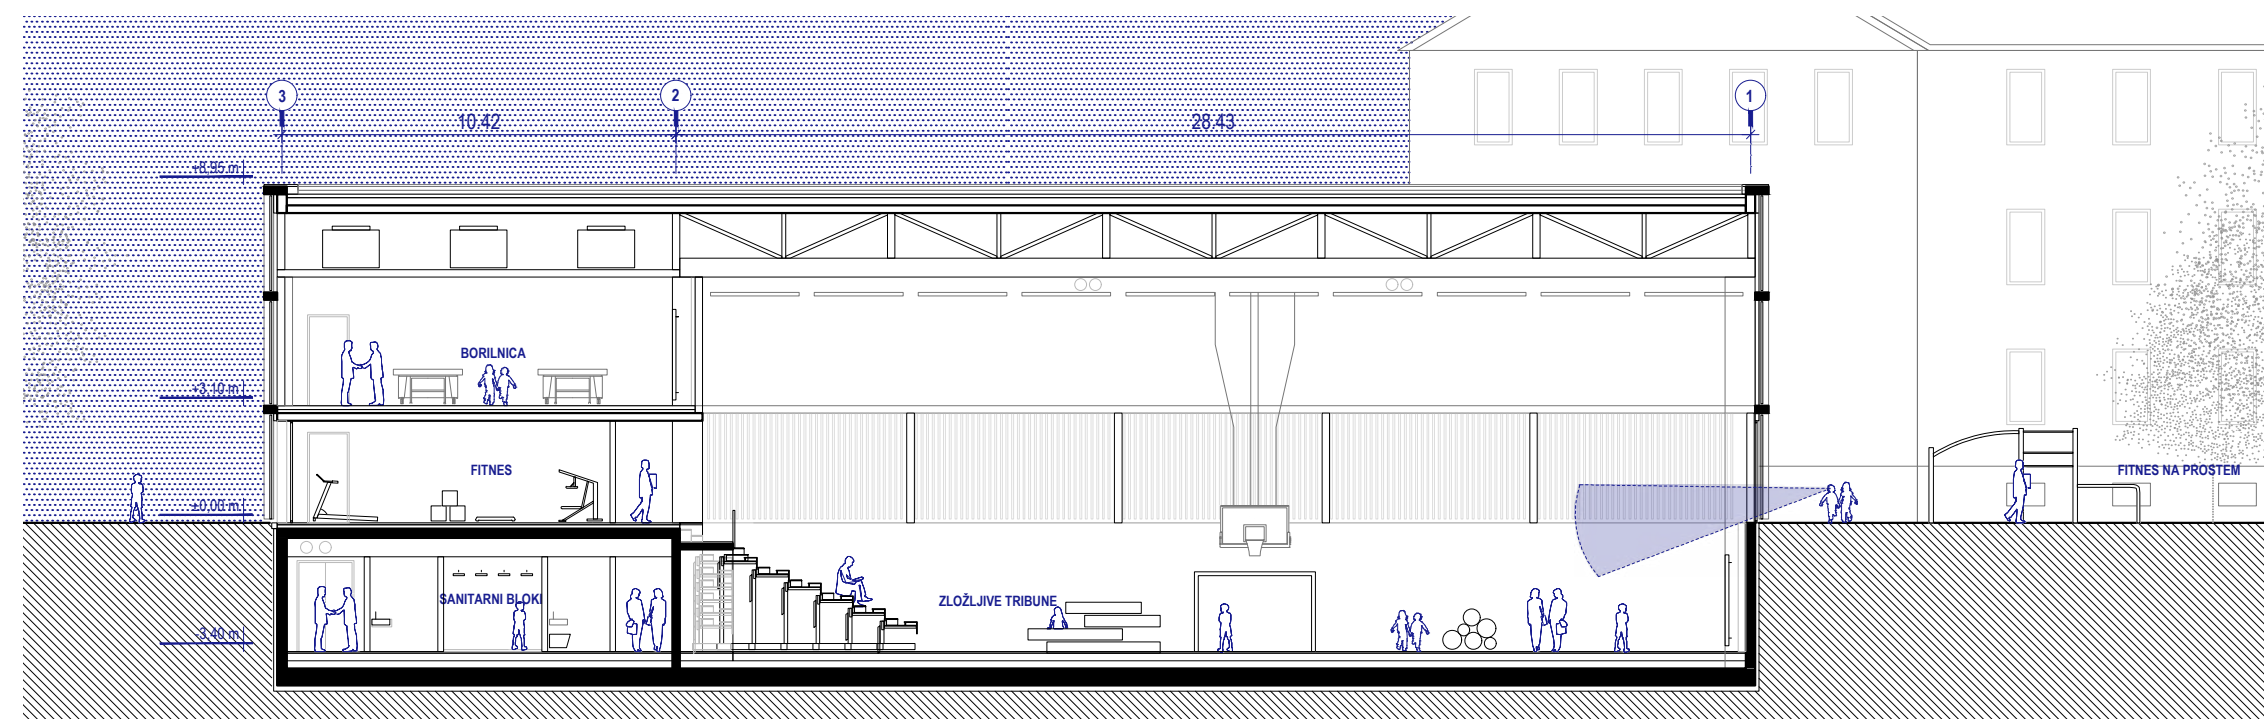 3
2
1
10.42
28.43
+8,95 m
BORILNICA
+3,10 m
FITNES
FITNES NA PROSTEM
±0,00 m
SANITARNI BLOKI
ZLOŽLJIVE TRIBUNE
-3,40 m